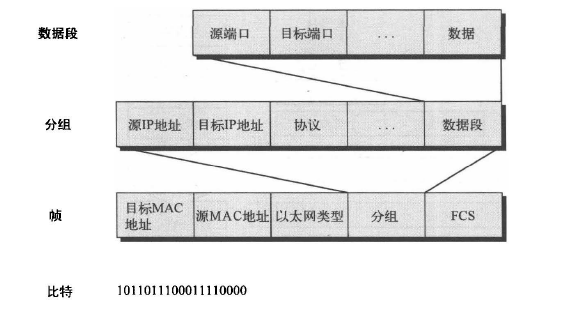 数据段 源端口 目标端口 ... 数据
分组 源IP地址 目标IP地址 协议 ... 数据段
帧 目标MAC地址 源MAC地址 以太网类型 分组 FCS
比特 1011011100011110000